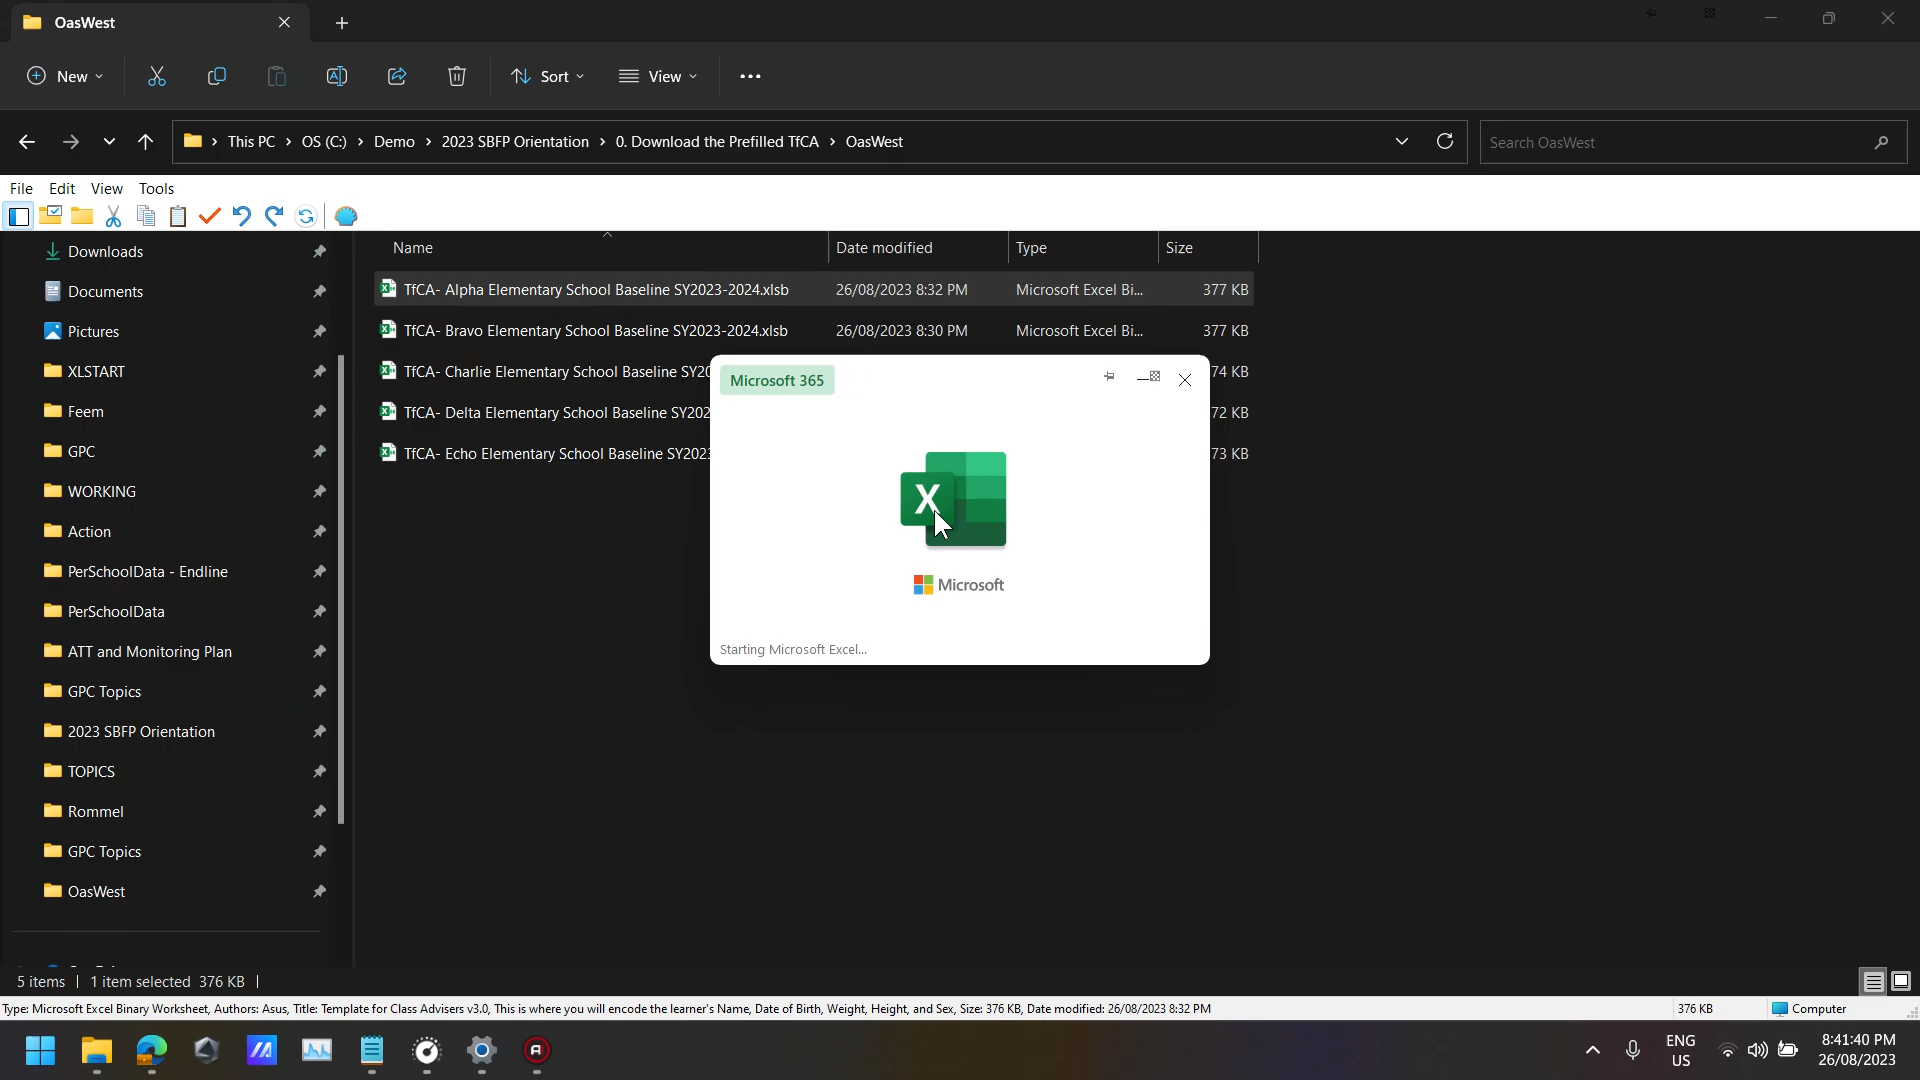 OasWest
New
Sort
View
This PC > OS (C:) > Demo > 2023 SBFP Orientation > 0. Download the Prefilled TfCA > OasWest
Search OasWest
File Edit View Tools
Downloads
Documents
Pictures
XLSTART
Feem
GPC
WORKING
Action
PerSchoolData - Endline
PerSchoolData
ATT and Monitoring Plan
GPC Topics
2023 SBFP Orientation
TOPICS
Rommel
GPC Topics
OasWest
Name Date modified Type Size
TfCA- Alpha Elementary School Baseline SY2023-2024.xlsb 26/08/2023 8:32 PM Microsoft Excel Bi... 377 KB
TfCA- Bravo Elementary School Baseline SY2023-2024.xlsb 26/08/2023 8:30 PM Microsoft Excel Bi... 377 KB
TfCA- Charlie Elementary School Baseline SY20 74 KB
TfCA- Delta Elementary School Baseline SY202 72 KB
TfCA- Echo Elementary School Baseline SY202 73 KB
Microsoft 365
X
Microsoft
Starting Microsoft Excel...
5 items | 1 item selected 376 KB |
Type: Microsoft Excel Binary Worksheet, Authors: Asus, Title: Template for Class Advisers v3.0, This is where you will encode the learner's Name, Date of Birth, Weight, Height, and Sex, Size: 376 KB, Date modified: 26/08/2023 8:32 PM
376 KB
Computer
ENG
US
8:41:40 PM
26/08/2023